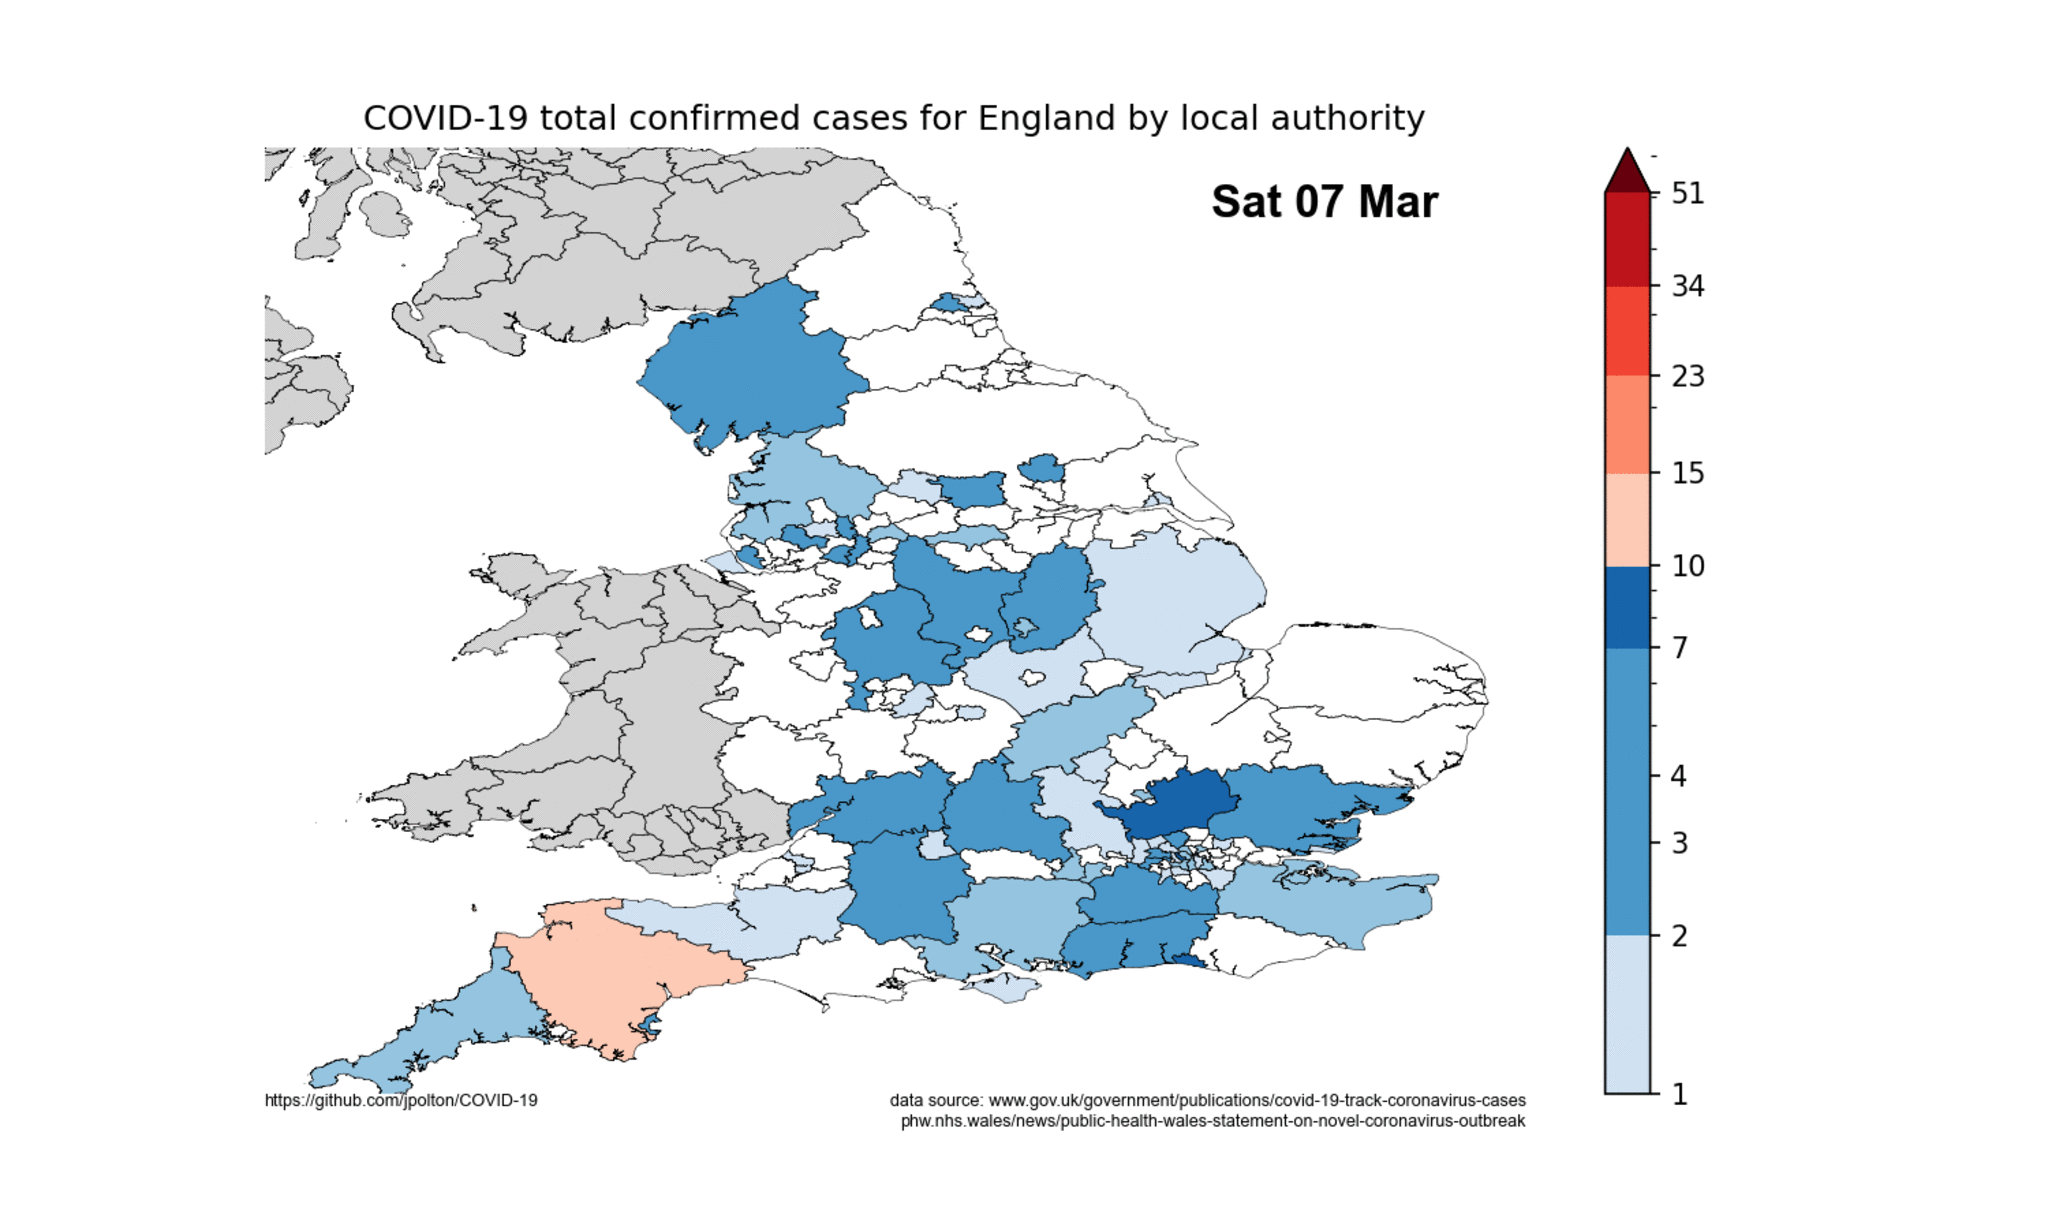 COVID-19 total confirmed cases for England by local authority
Sat 07 Mar
51
34
23
15
10
7
4
3
2
1
https://github.com/jpolton/COVID-19
data source: www.gov.uk/government/publications/covid-19-track-coronavirus-cases
phw.nhs.wales/news/public-health-wales-statement-on-novel-coronavirus-outbreak